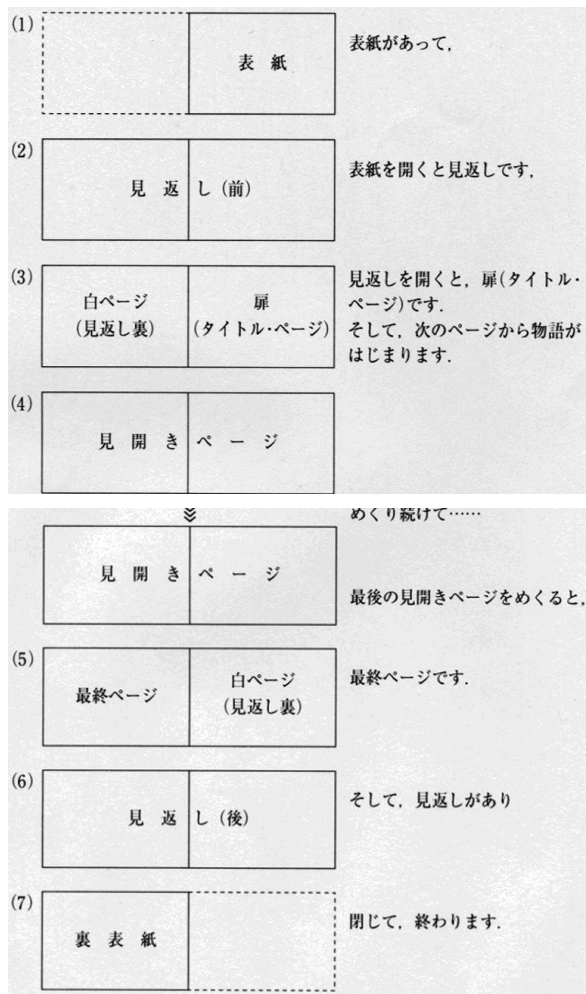 (1)
表紙
表紙があって，
(2)
見返し（前）
表紙を開くと見返しです．
(3)
白ページ
（見返し裏）
扉
（タイトル・ページ）
見返しを開くと，扉（タイトル・
ページ）です．
そして，次のページから物語が
はじまります．
(4)
見開きページ
めくり続けて……
見開きページ
最後の見開きページをめくると，
(5)
最終ページ
白ページ
（見返し裏）
最終ページです．
(6)
見返し（後）
そして，見返しがあり
(7)
裏表紙
閉じて，終わります．